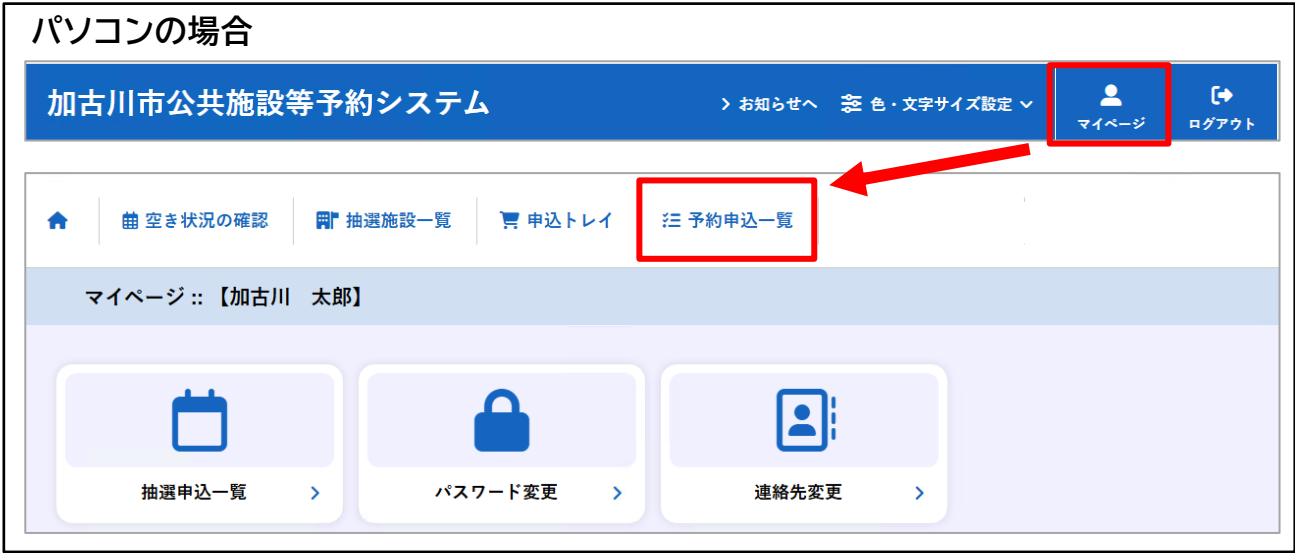 パソコンの場合
加古川市公共施設等予約システム
お知らせへ 色・文字サイズ設定 マイページ ログアウト
空き状況の確認 抽選施設一覧 申込トレイ 予約申込一覧
マイページ :: 【加古川　太郎】
抽選申込一覧 パスワード変更 連絡先変更